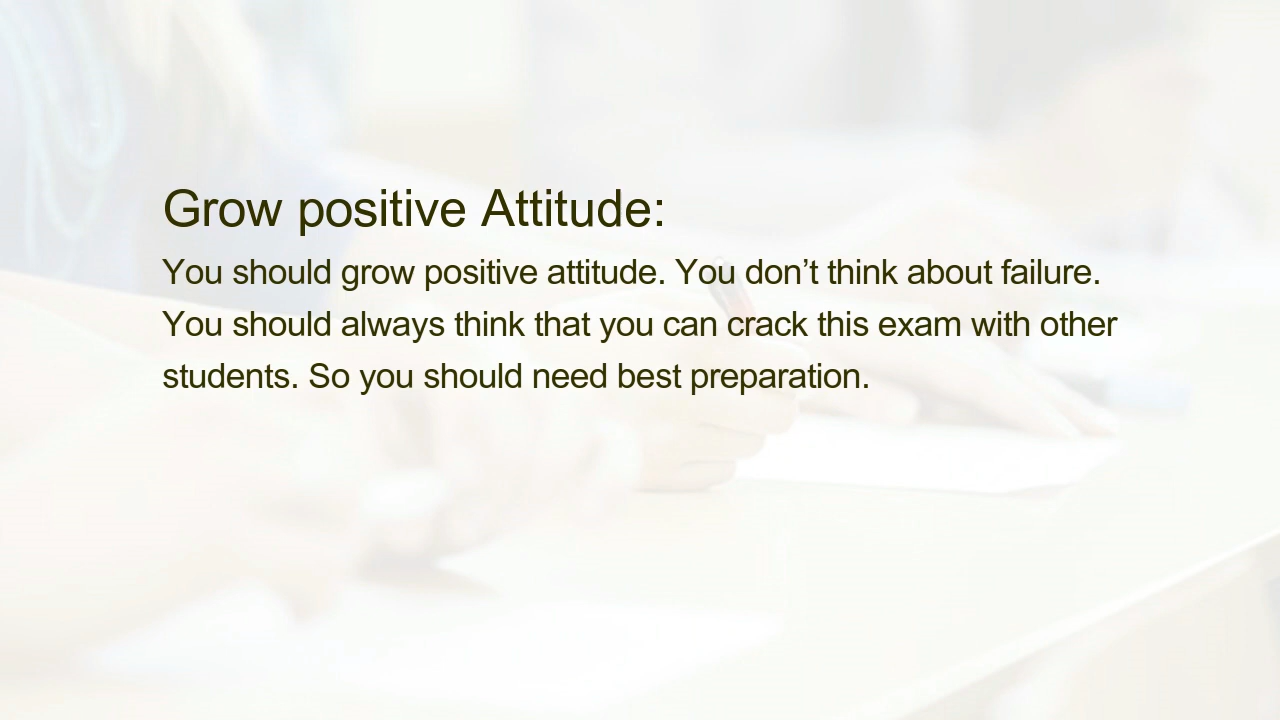 Grow positive Attitude:
You should grow positive attitude. You don’t think about failure.
You should always think that you can crack this exam with other
students. So you should need best preparation.